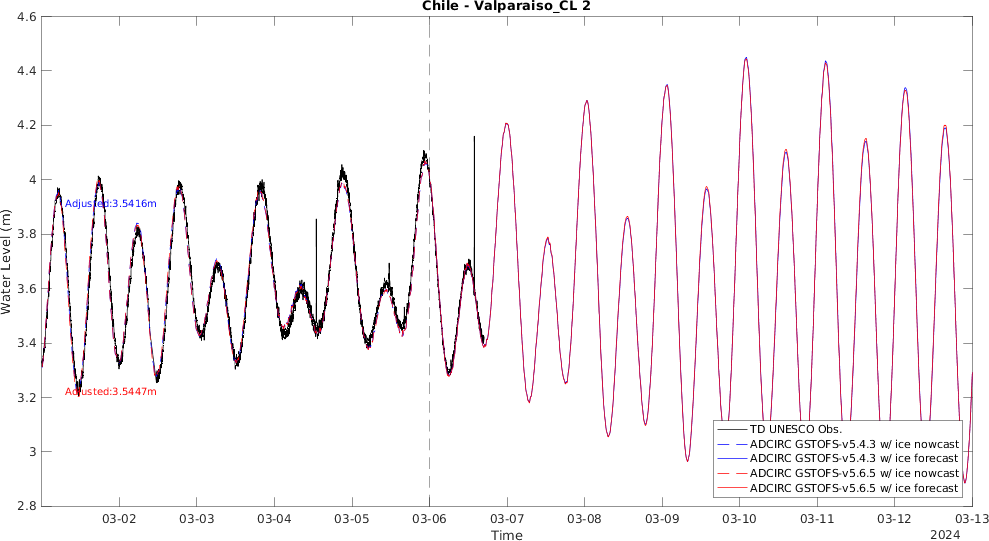 Chile - Valparaiso_CL 2
Water Level (m)
4.6
4.4
4.2
4
3.8
3.6
3.4
3.2
3
2.8
Adjusted:3.5416m
Adjusted:3.5447m
TD UNESCO Obs.
ADCIRC GSTOFS-v5.4.3 w/ ice nowcast
ADCIRC GSTOFS-v5.4.3 w/ ice forecast
ADCIRC GSTOFS-v5.6.5 w/ ice nowcast
ADCIRC GSTOFS-v5.6.5 w/ ice forecast
03-02 03-03 03-04 03-05 03-06 03-07 03-08 03-09 03-10 03-11 03-12 03-13
Time
2024